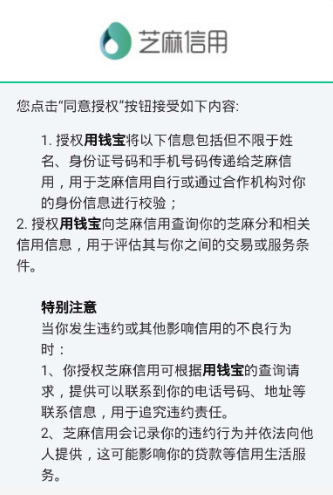 芝麻信用
您点击“同意授权”按钮接受如下内容:
1. 授权用钱宝将以下信息包括但不限于姓
名、身份证号码和手机号码传递给芝麻信
用，用于芝麻信用自行或通过合作机构对你
的身份信息进行校验；
2. 授权用钱宝向芝麻信用查询你的芝麻分和相关
信用信息，用于评估其与你之间的交易或服务条
件。
特别注意
当你发生违约或其他影响信用的不良行为
时：
1、你授权芝麻信用可根据用钱宝的查询请
求，提供可以联系到你的电话号码、地址等
联系信息，用于追究违约责任。
2、芝麻信用会记录你的违约行为并依法向他
人提供，这可能影响你的贷款等信用生活服
务。